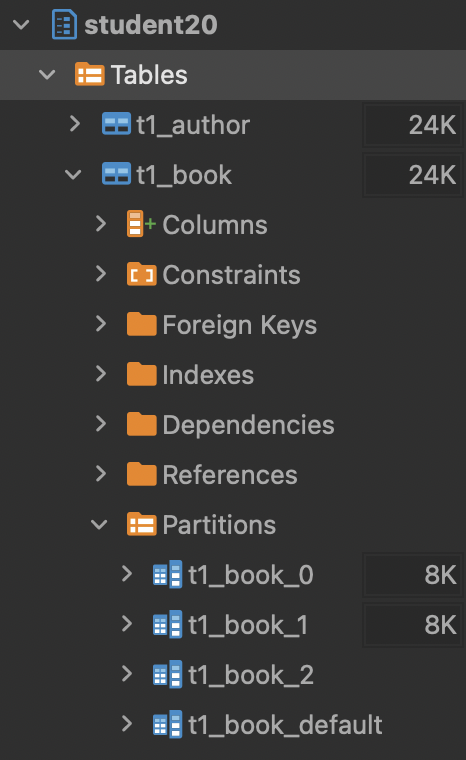 student20
Tables
t1_author 24K
t1_book 24K
Columns
Constraints
Foreign Keys
Indexes
Dependencies
References
Partitions
t1_book_0 8K
t1_book_1 8K
t1_book_2
t1_book_default